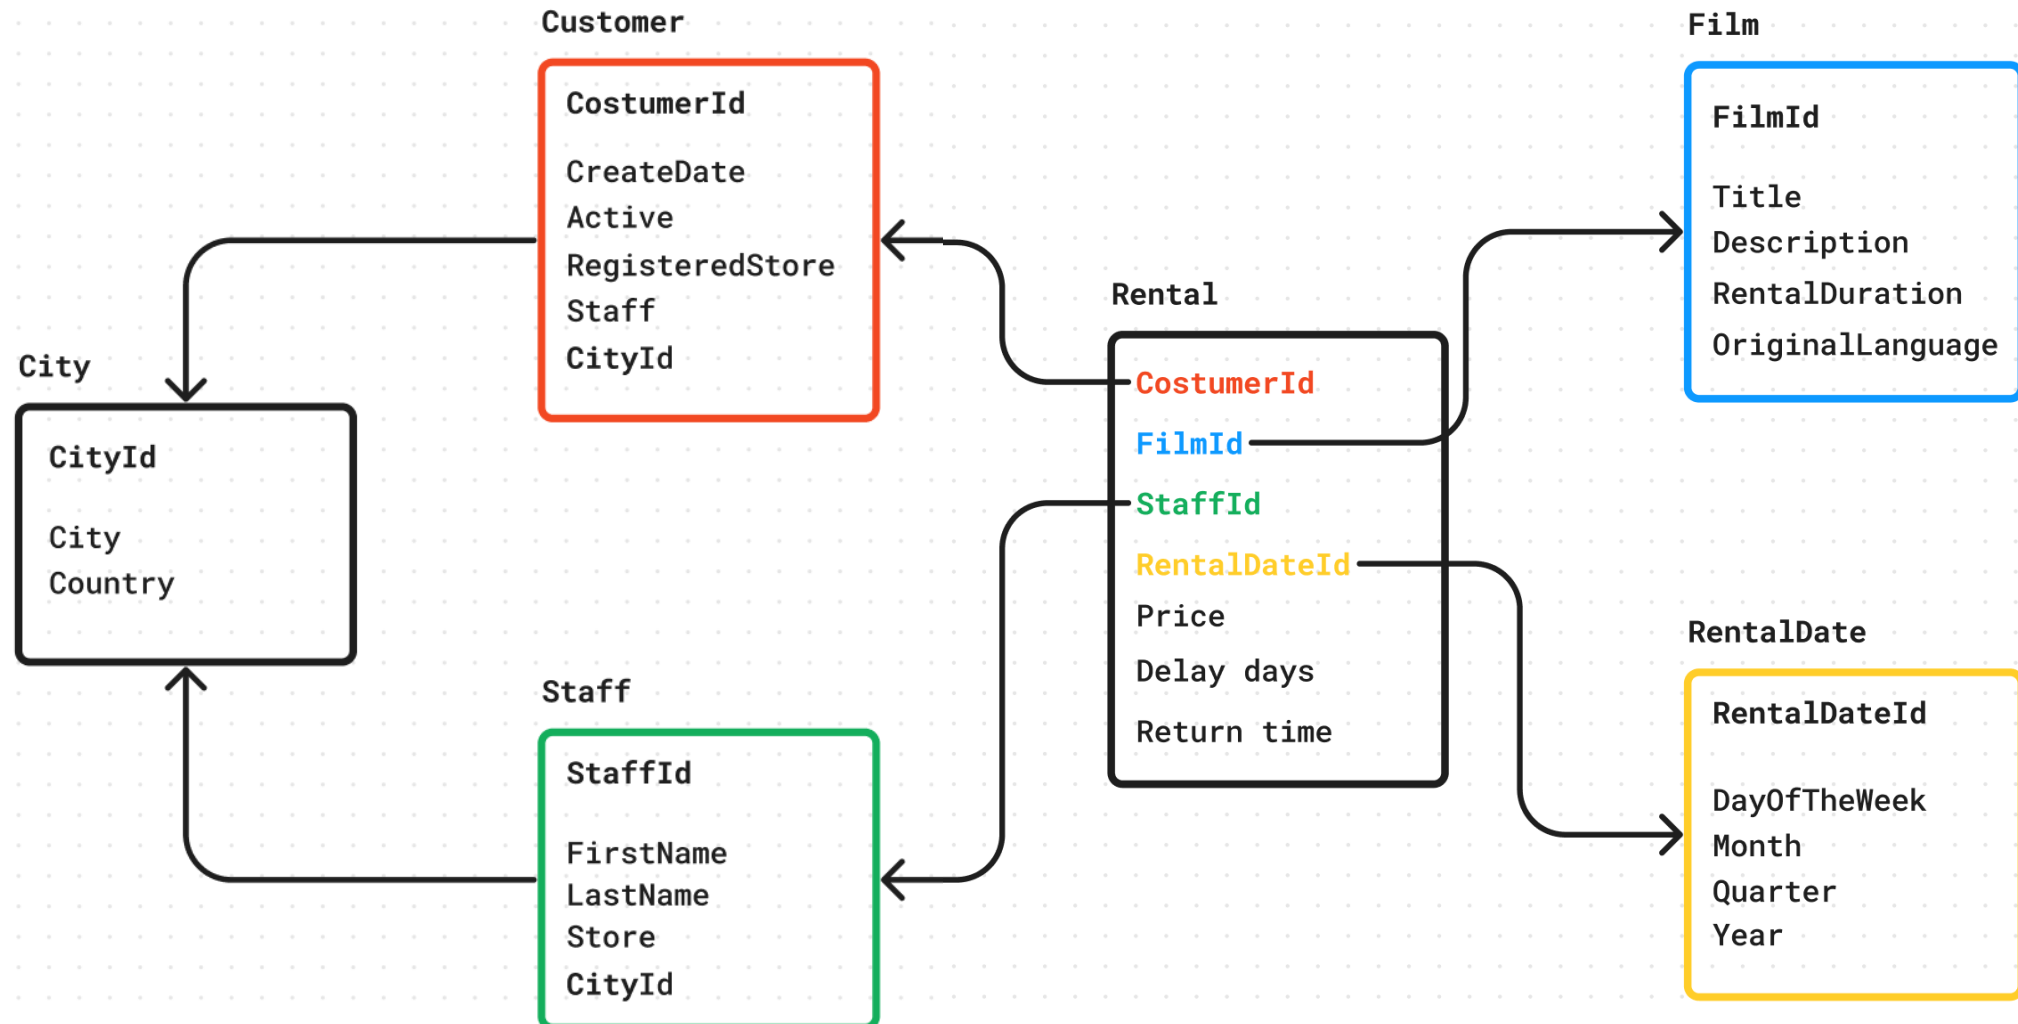 Customer
CostumerId
CreateDate
Active
RegisteredStore
Staff
CityId
City
CityId
City
Country
Staff
StaffId
FirstName
LastName
Store
CityId
Rental
CostumerId
FilmId
StaffId
RentalDateId
Price
Delay days
Return time
Film
FilmId
Title
Description
RentalDuration
OriginalLanguage
RentalDate
RentalDateId
DayOfTheWeek
Month
Quarter
Year